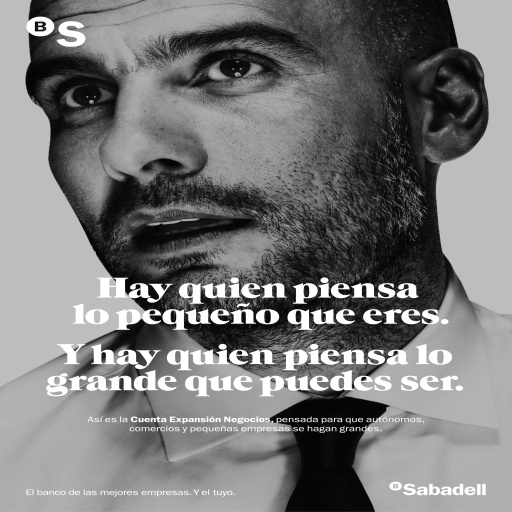 BS
Hay quien piensa
lo pequeño que eres.
Y hay quien piensa lo
grande que puedes ser.
Así es la Cuenta Expansión Negocios, pensada para que autónomos,
comercios y pequeñas empresas se hagan grandes.
El banco de las mejores empresas. Y el tuyo.
B Sabadell